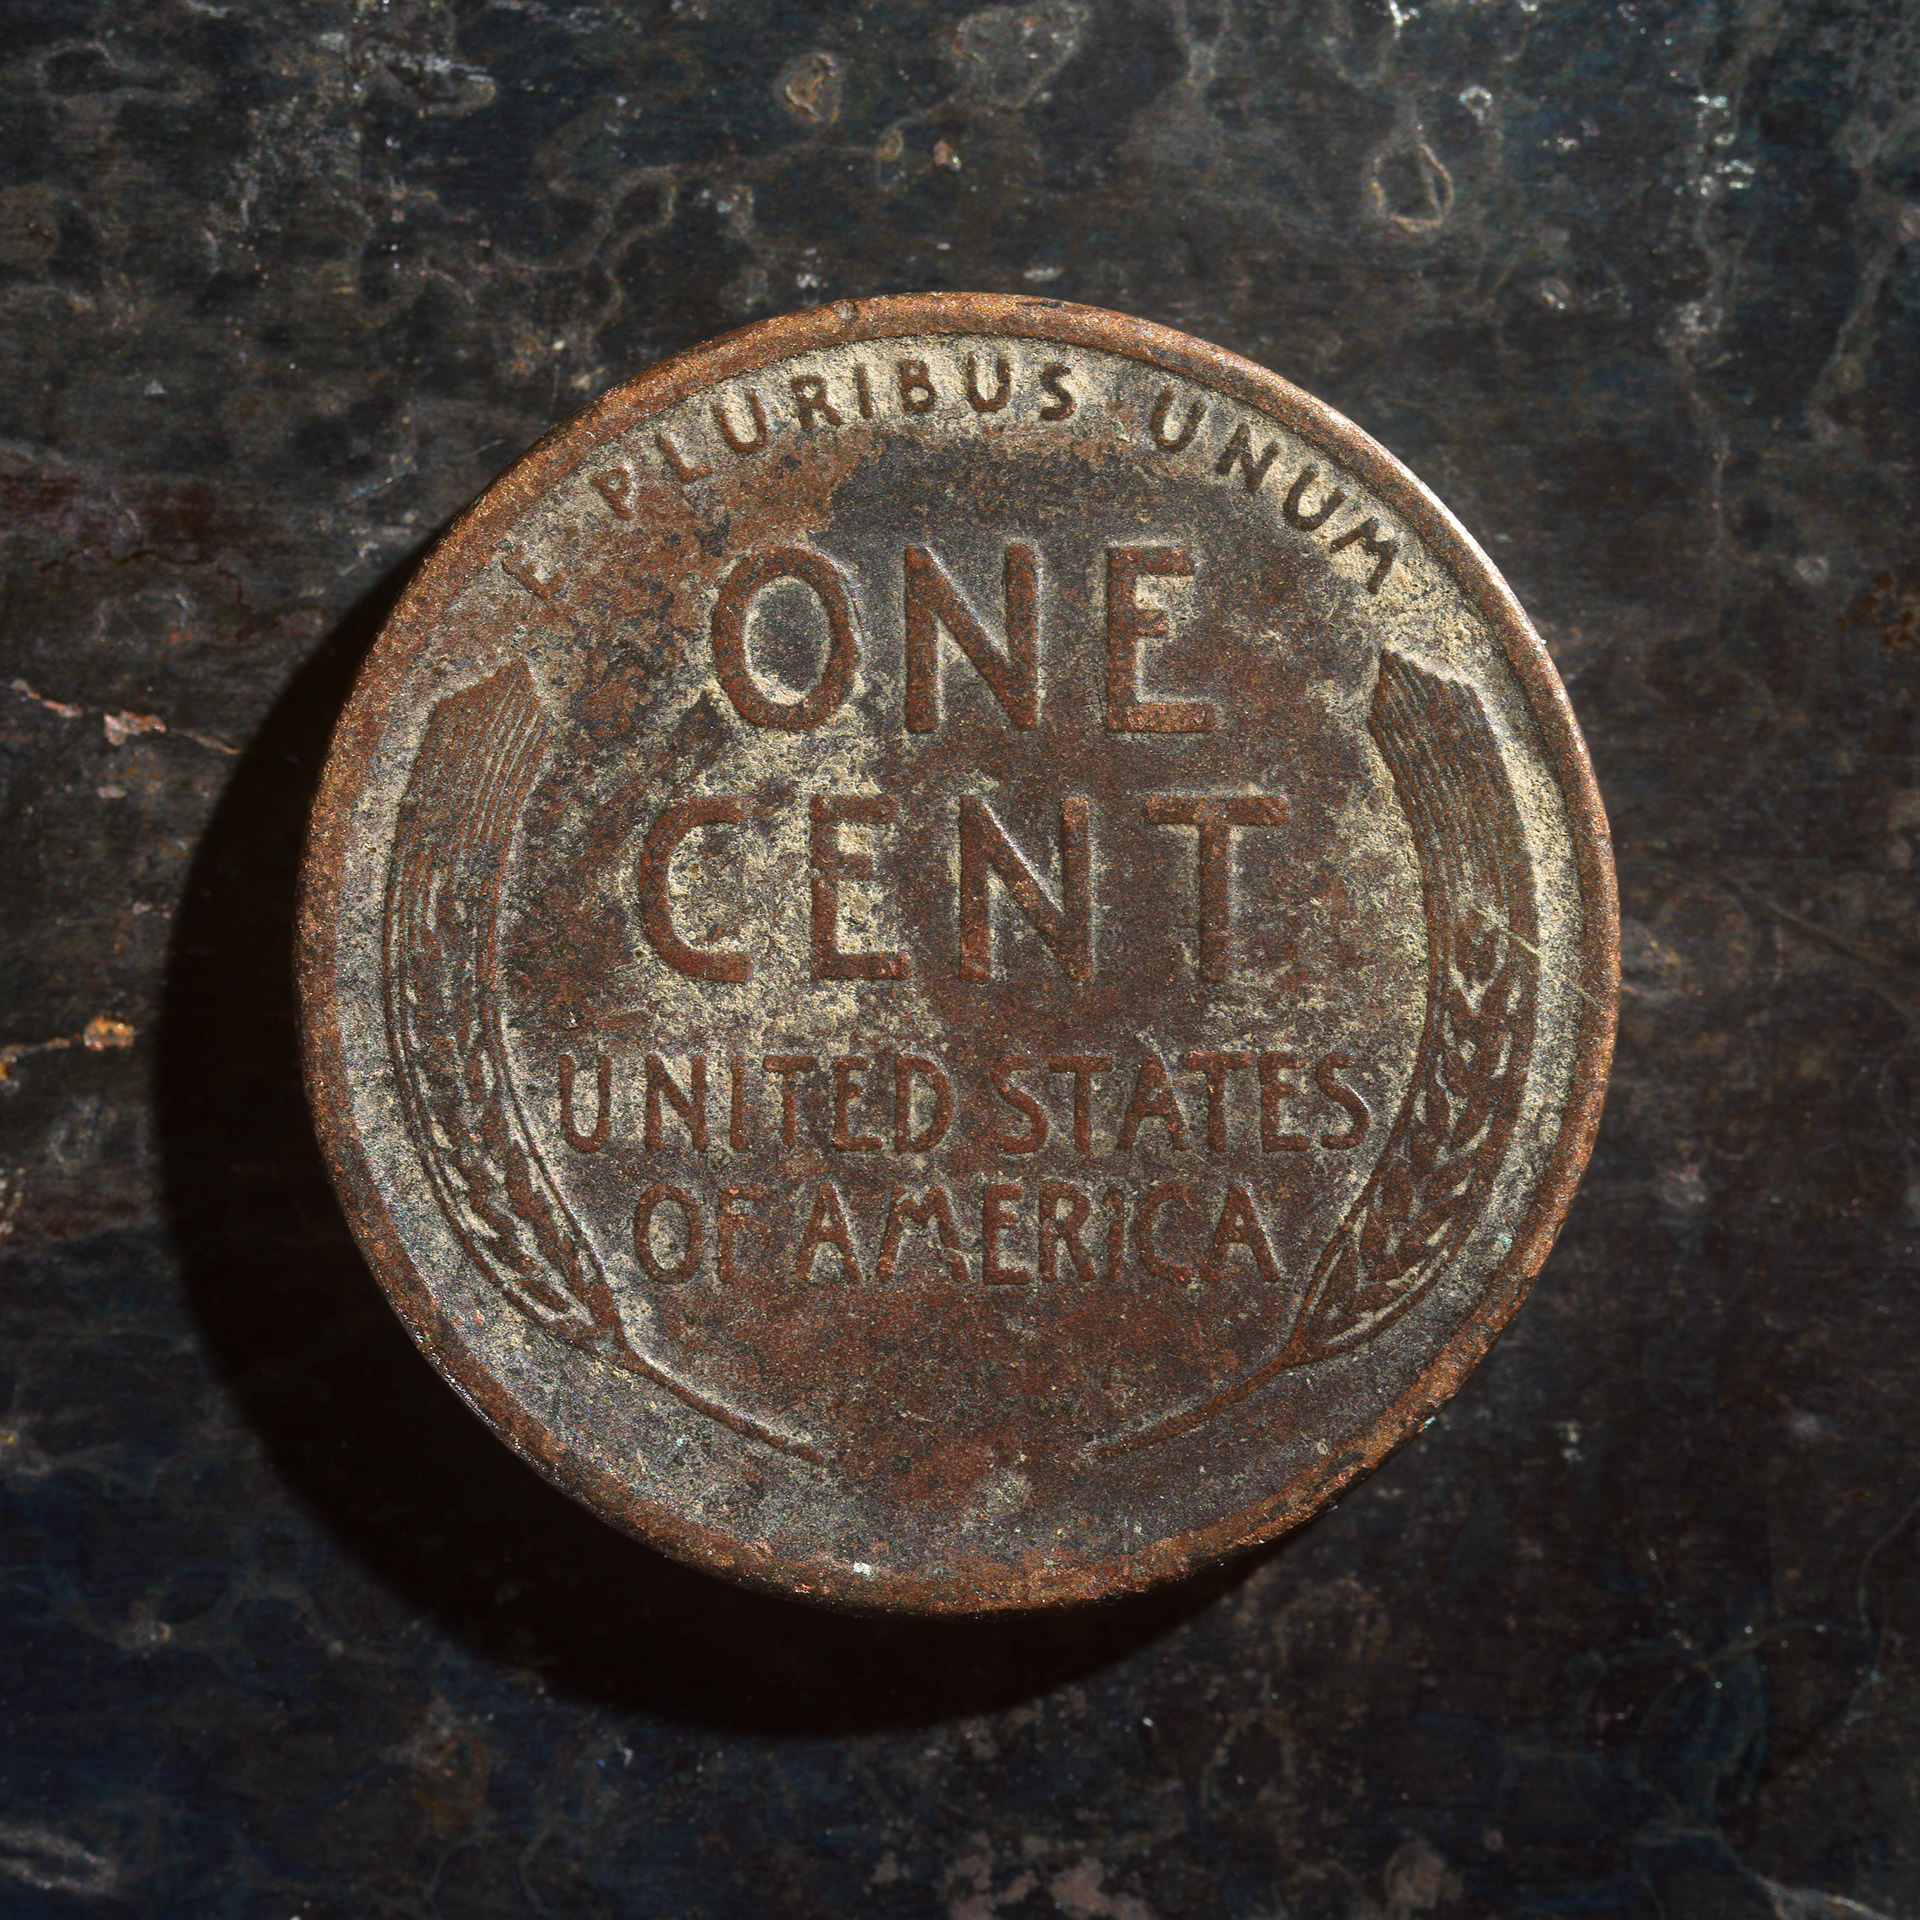 E · PLURIBUS · UNUM
ONE
CENT
UNITED STATES
OF AMERICA